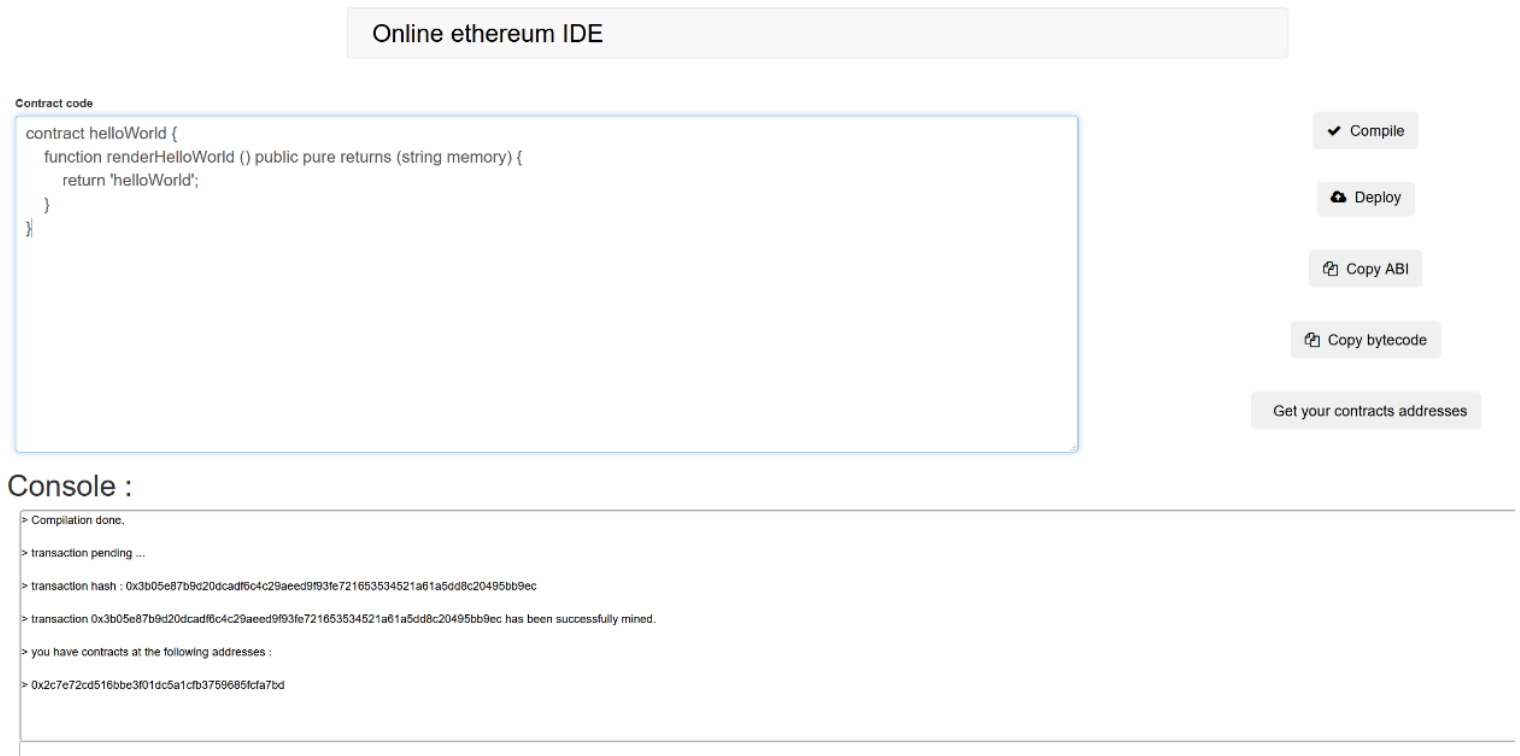 Online ethereum IDE
Contract code
contract helloWorld {
function renderHelloWorld () public pure returns (string memory) {
return 'helloWorld';
}
}
Compile
Deploy
Copy ABI
Copy bytecode
Get your contracts addresses
Console :
> Compilation done.
> transaction pending ...
> transaction hash : 0x3b05e87b9d20dcadf6c4c29aeed9f93fe721653534521a61a5dd8c20495bb9ec
> transaction 0x3b05e87b9d20dcadf6c4c29aeed9f93fe721653534521a61a5dd8c20495bb9ec has been successfully mined.
> you have contracts at the following addresses :
> 0x2c7e72cd516bbe3f01dc5a1cfb3759685fcfa7bd